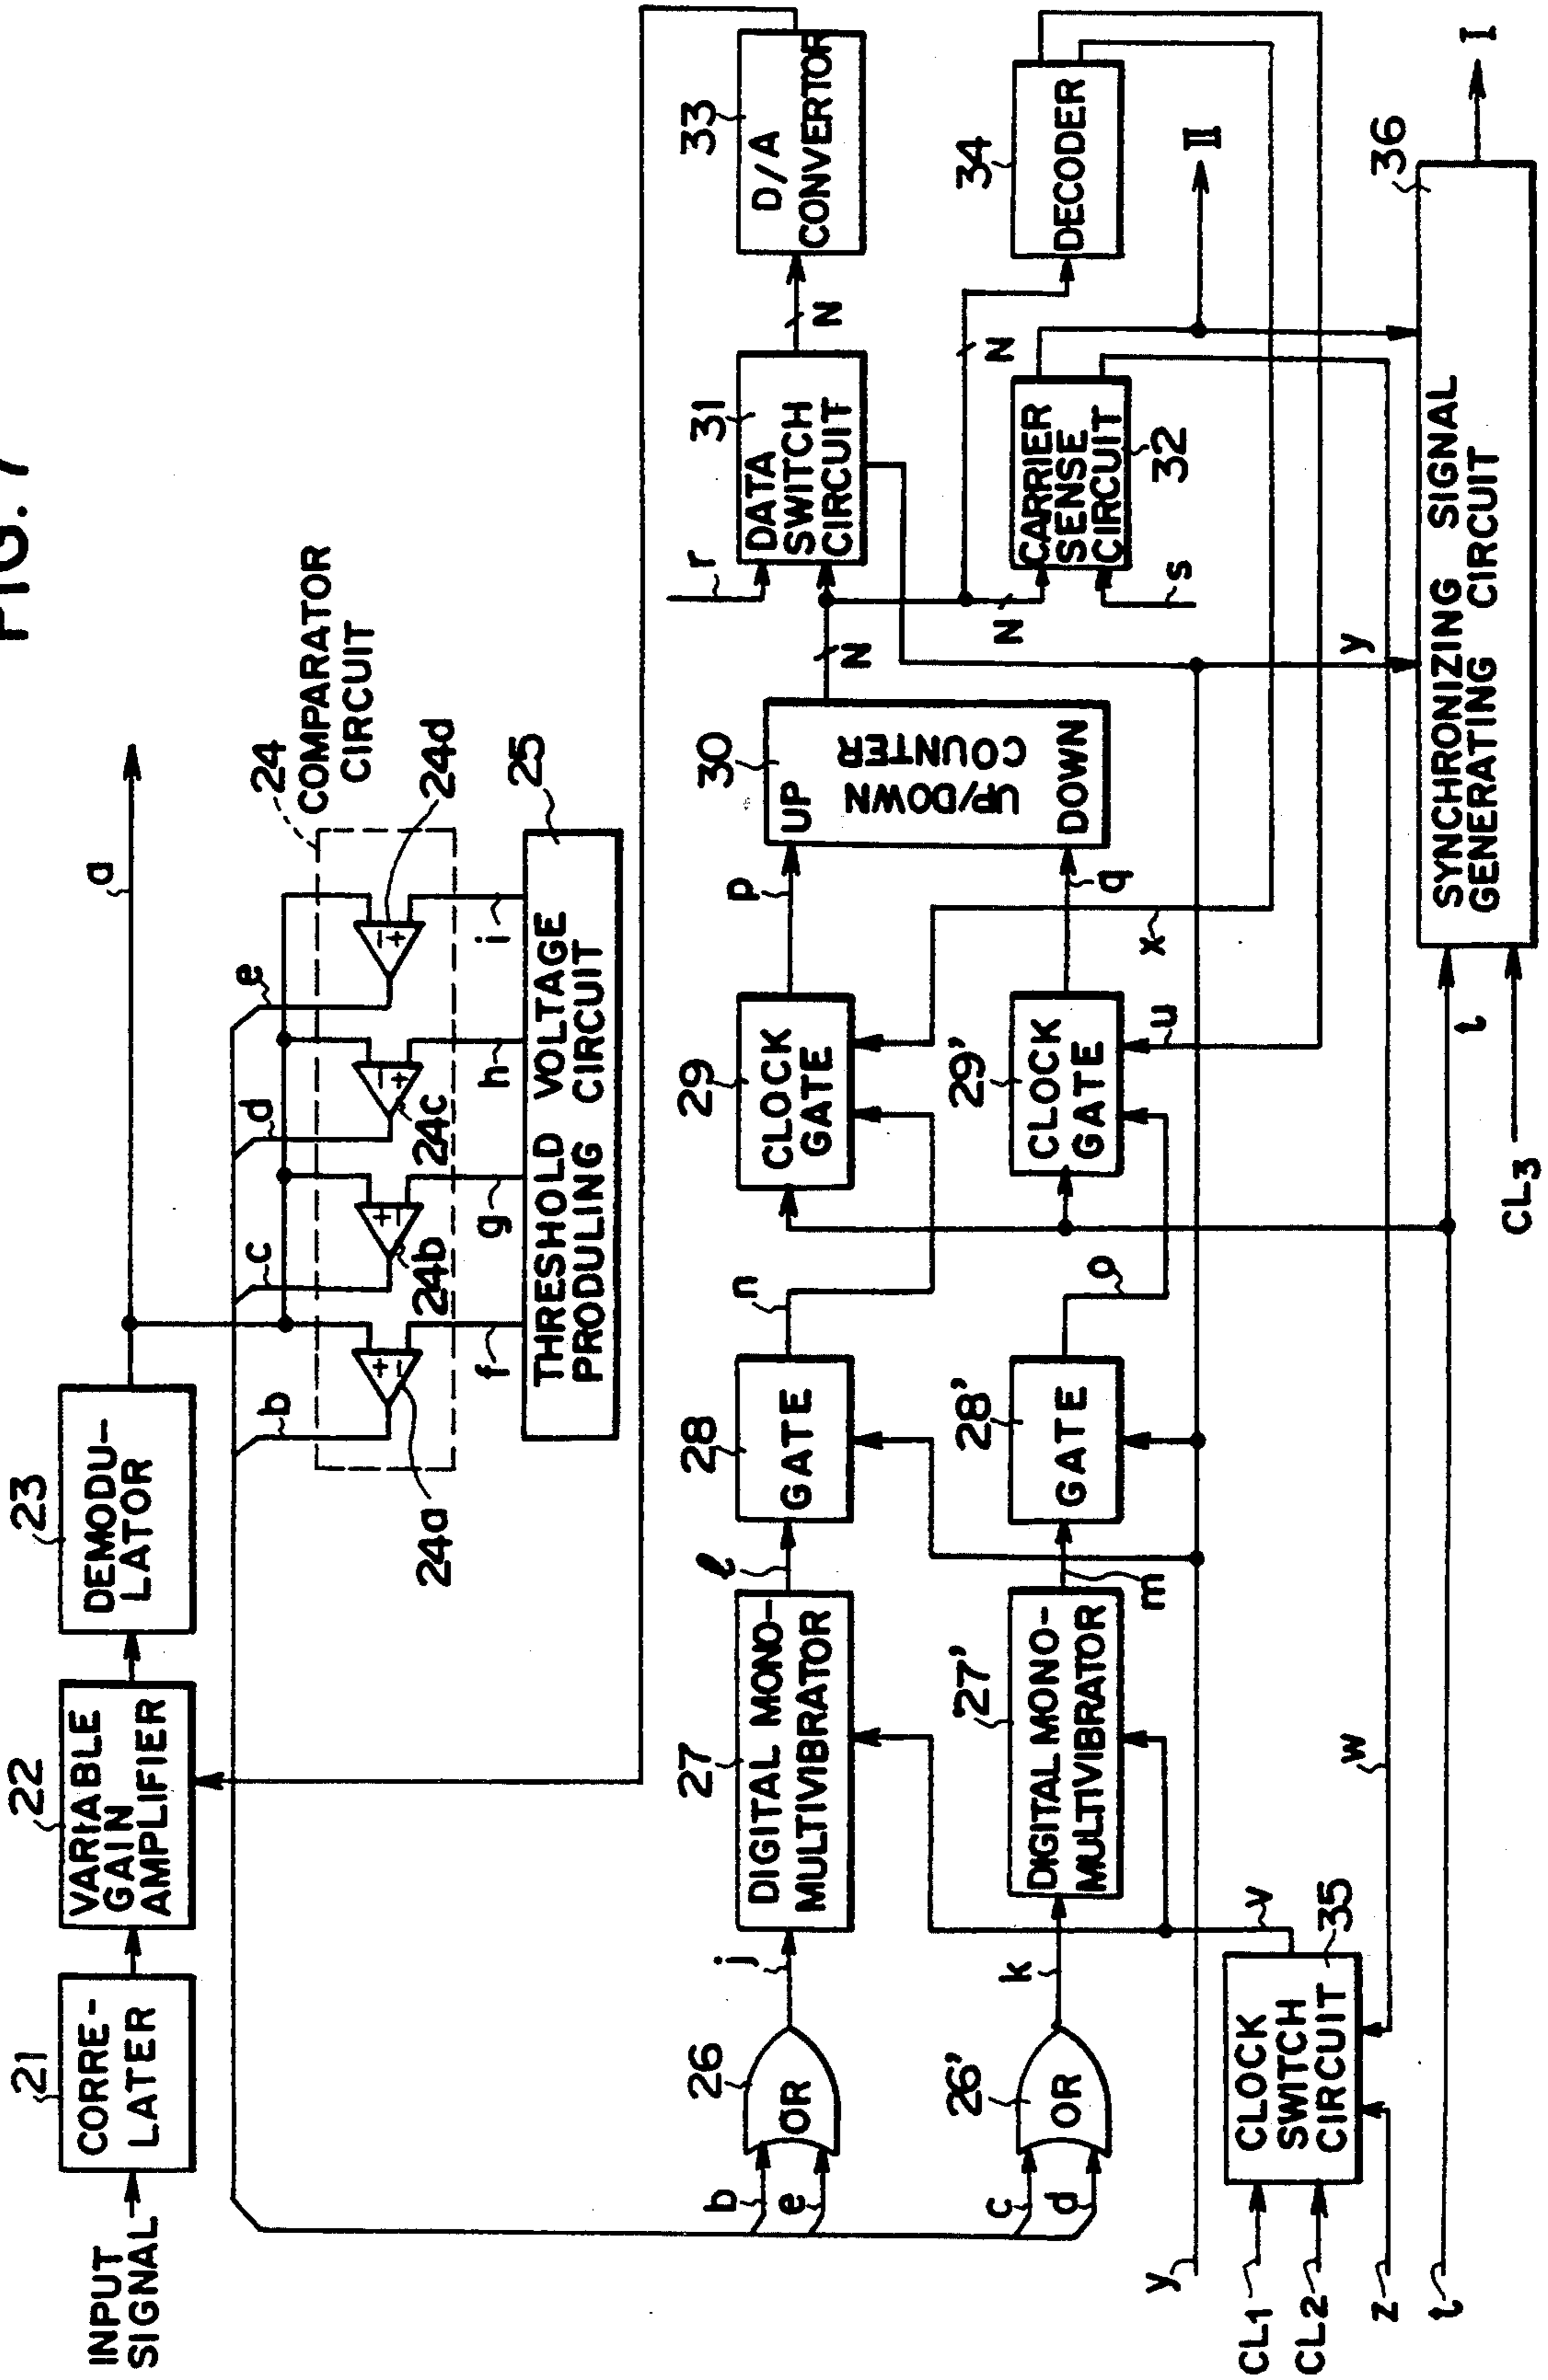 FIG. 7
INPUT
SIGNAL
21
CORRE-
LATER
22
VARIABLE
GAIN
AMPLIFIER
23
DEMODU-
LATOR
a
24
COMPARATOR
CIRCUIT
b
c
d
e
24a
24b
24c
24d
+
−
+
−
−
+
−
+
f
g
h
i
25
THRESHOLD VOLTAGE
PRODULING CIRCUIT
b
e
26
OR
j
27
DIGITAL MONO-
MULTIVIBRATOR
ℓ
28
GATE
n
29
CLOCK
GATE
p
30
UP
UP/DOWN
COUNTER
DOWN
N
r
31
DATA
SWITCH
CIRCUIT
N
33
D/A
CONVERTOR
c
d
26'
OR
k
27'
DIGITAL MONO-
MULTIVIBRATOR
m
28'
GATE
o
29'
CLOCK
GATE
q
u
x
N
s
CARRIER
SENSE
CIRCUIT
32
N
34
DECODER
II
y
y
CL1
CL2
z
t
35
CLOCK
SWITCH
CIRCUIT
v
w
t
CL3
36
SYNCHRONIZING SIGNAL
GENERATING CIRCUIT
I